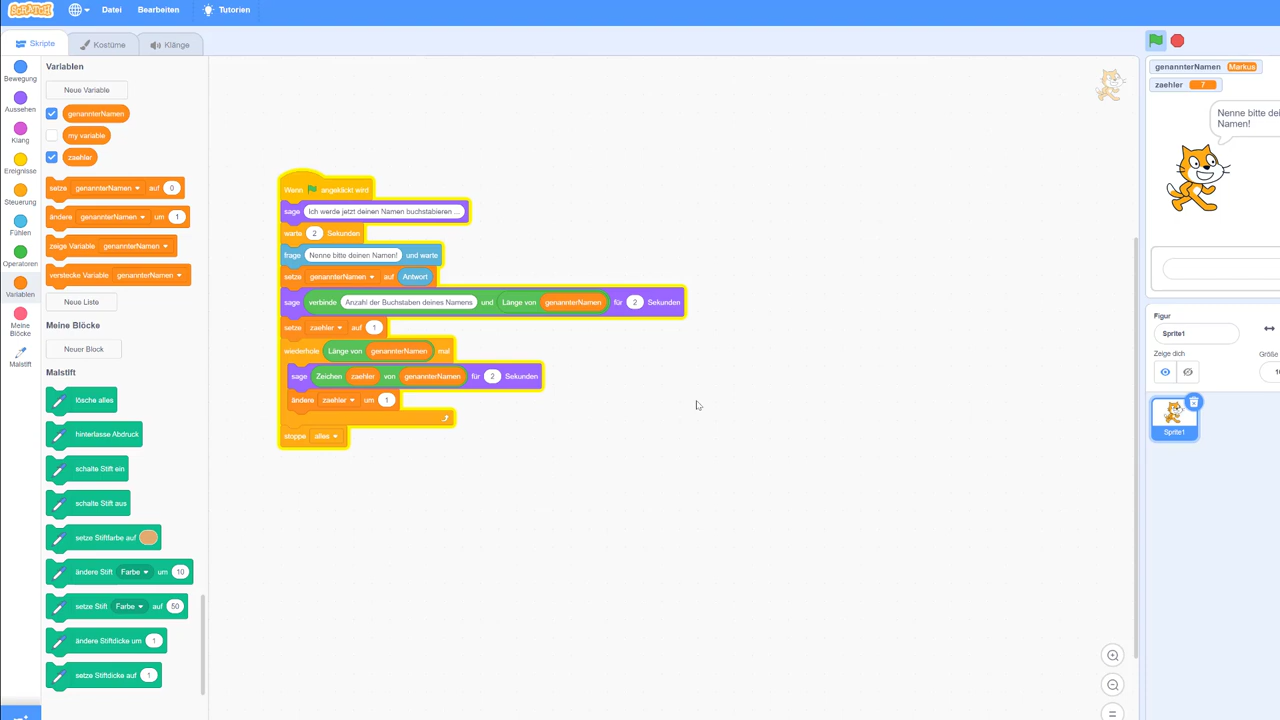 SCRATCH
Datei
Bearbeiten
Tutorien
Skripte
Kostüme
Klänge
Bewegung
Aussehen
Klang
Ereignisse
Steuerung
Fühlen
Operatoren
Variablen
Meine
Blöcke
Malstift
Variablen
Neue Variable
genannterNamen
my variable
zaehler
setze genannterNamen auf 0
ändere genannterNamen um 1
zeige Variable genannterNamen
verstecke Variable genannterNamen
Neue Liste
Meine Blöcke
Neuer Block
Malstift
lösche alles
hinterlasse Abdruck
schalte Stift ein
schalte Stift aus
setze Stiftfarbe auf
ändere Stift Farbe um 10
setze Stift Farbe auf 50
ändere Stiftdicke um 1
setze Stiftdicke auf 1
Wenn angeklickt wird
sage Ich werde jetzt deinen Namen buchstabieren ...
warte 2 Sekunden
frage Nenne bitte deinen Namen! und warte
setze genannterNamen auf Antwort
sage verbinde Anzahl der Buchstaben deines Namens und Länge von genannterNamen für 2 Sekunden
setze zaehler auf 1
wiederhole Länge von genannterNamen mal
sage Zeichen zaehler von genannterNamen für 2 Sekunden
ändere zaehler um 1
stoppe alles
genannterNamen Markus
zaehler 7
Nenne bitte dei
Namen!
Figur
Sprite1
Zeige dich
Größe
Sprite1